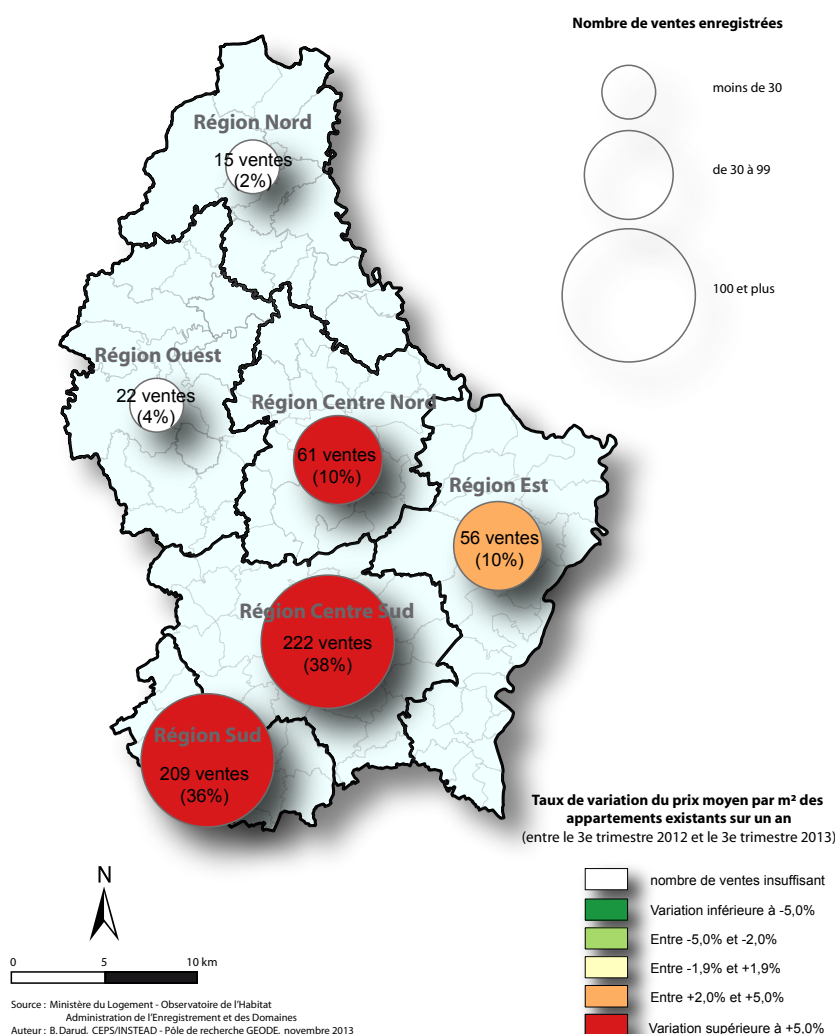 Nombre de ventes enregistrées
moins de 30
de 30 à 99
100 et plus
Région Nord
15 ventes
(2%)
Région Ouest
22 ventes
(4%)
Région Centre Nord
61 ventes
(10%)
Région Est
56 ventes
(10%)
Région Centre Sud
222 ventes
(38%)
Région Sud
209 ventes
(36%)
Taux de variation du prix moyen par m² des
appartements existants sur un an
(entre le 3e trimestre 2012 et le 3e trimestre 2013)
nombre de ventes insuffisant
Variation inférieure à -5,0%
Entre -5,0% et -2,0%
Entre -1,9% et +1,9%
Entre +2,0% et +5,0%
Variation supérieure à +5,0%
N
0 5 10 km
Source : Ministère du Logement - Observatoire de l'Habitat
Administration de l'Enregistrement et des Domaines
Auteur : B.Darud, CEPS/INSTEAD - Pôle de recherche GEODE, novembre 2013